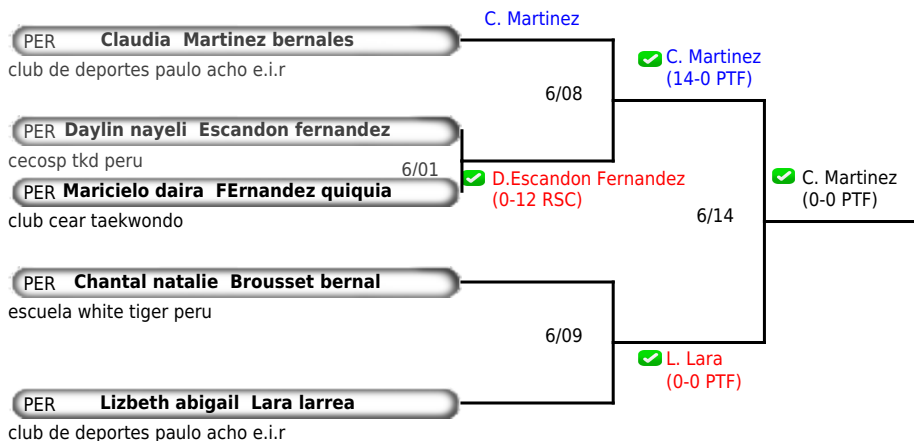 C. Martinez
PER Claudia Martinez bernales
club de deportes paulo acho e.i.r
C. Martinez
(14-0 PTF)
6/08
PER Daylin nayeli Escandon fernandez
cecosp tkd peru
6/01
D.Escandon Fernandez
(0-12 RSC)
PER Maricielo daira FErnandez quiquia
club cear taekwondo
C. Martinez
(0-0 PTF)
6/14
PER Chantal natalie Brousset bernal
escuela white tiger peru
6/09
L. Lara
(0-0 PTF)
PER Lizbeth abigail Lara larrea
club de deportes paulo acho e.i.r